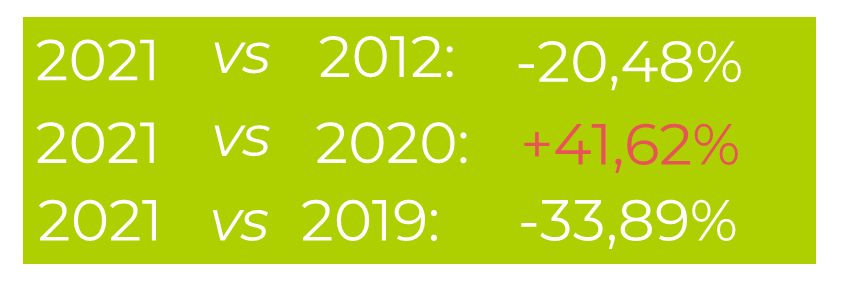 2021 vs 2012: -20,48%
2021 vs 2020: +41,62%
2021 vs 2019: -33,89%